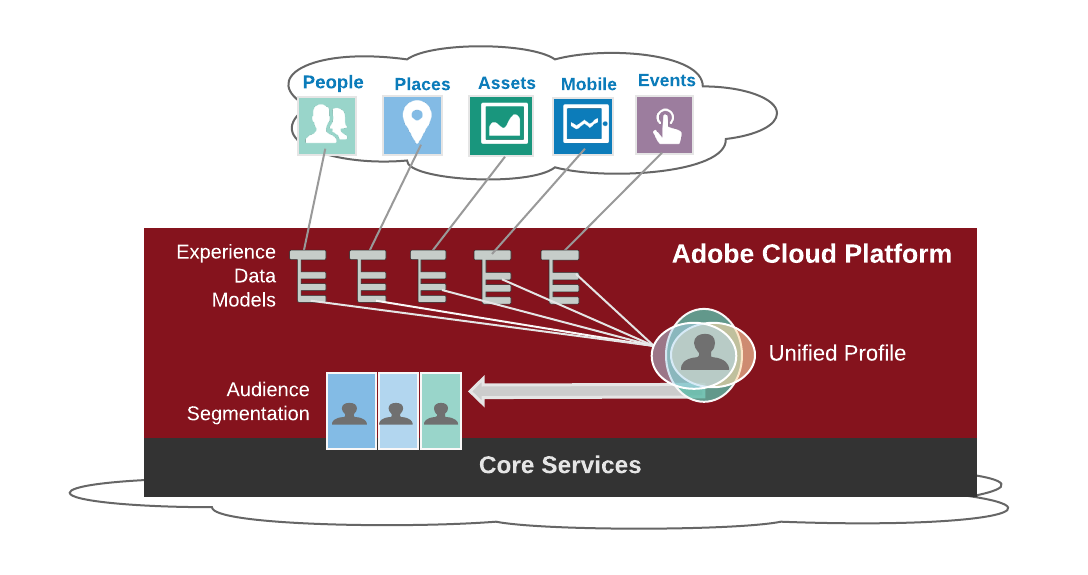 People
Places
Assets
Mobile
Events
Experience
Data
Models
Adobe Cloud Platform
Unified Profile
Audience
Segmentation
Core Services